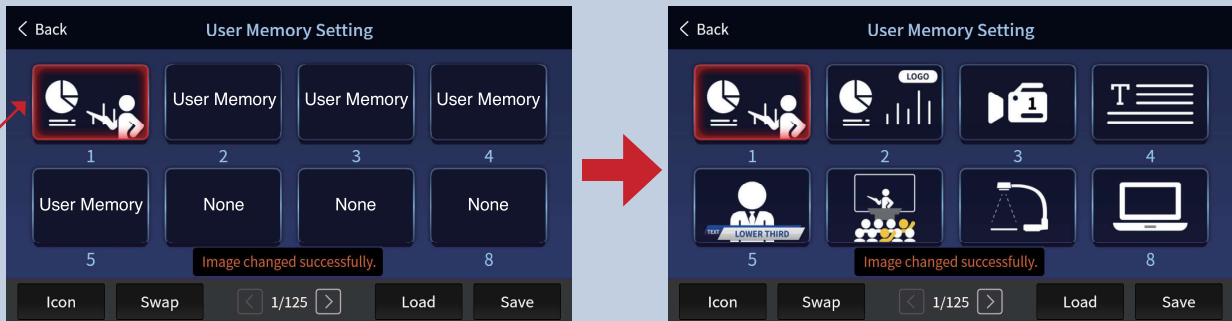 Back
User Memory Setting
User Memory
User Memory
User Memory
1
2
3
4
User Memory
None
None
None
5
Image changed successfully.
8
Icon
Swap
1/125
Load
Save
Back
User Memory Setting
LOGO
1
T
1
2
3
4
TEXT
LOWER THIRD
5
Image changed successfully.
8
Icon
Swap
1/125
Load
Save